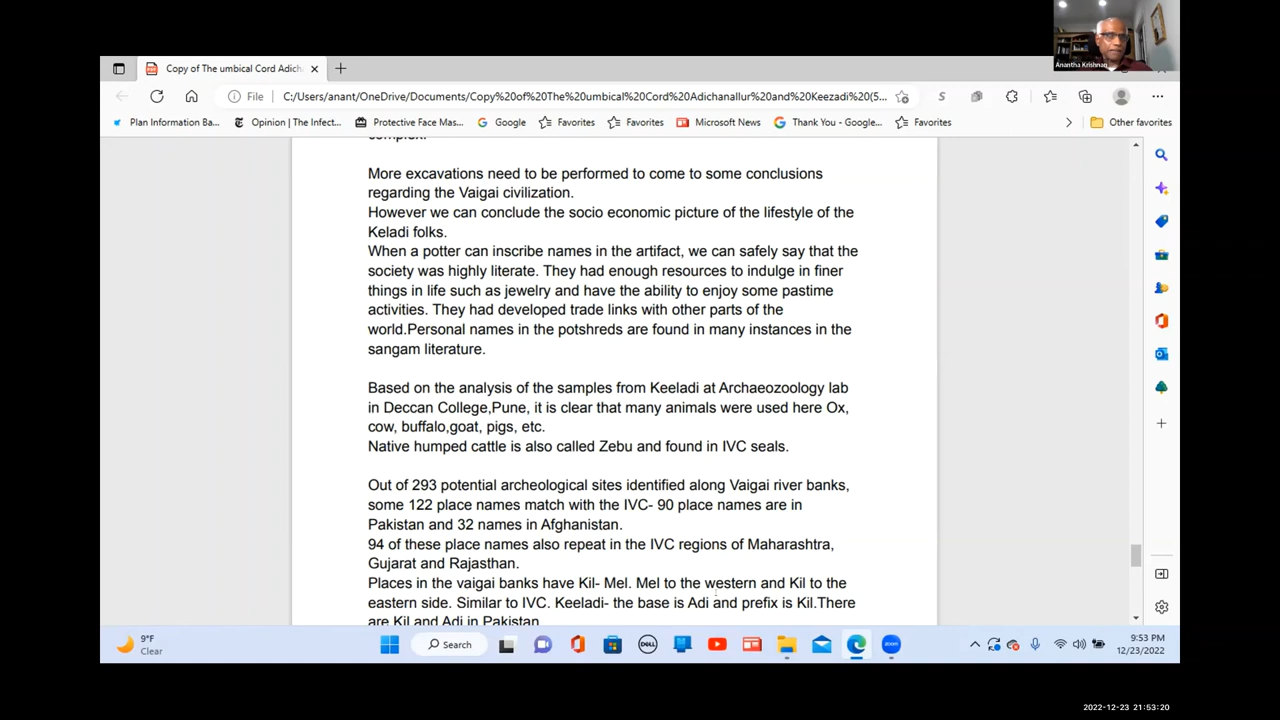 Anantha Krishnan
Copy of The umbical Cord Adich
File C:/Users/anant/OneDrive/Documents/Copy%20of%20The%20umbical%20Cord%20Adichanallur%20and%20Keezadi%20(5...
Plan Information Ba... Opinion | The Infect... Protective Face Mas... Google Favorites Favorites Microsoft News Thank You - Google... Favorites Other favorites
complex.
More excavations need to be performed to come to some conclusions
regarding the Vaigai civilization.
However we can conclude the socio economic picture of the lifestyle of the
Keladi folks.
When a potter can inscribe names in the artifact, we can safely say that the
society was highly literate. They had enough resources to indulge in finer
things in life such as jewelry and have the ability to enjoy some pastime
activities. They had developed trade links with other parts of the
world.Personal names in the potshreds are found in many instances in the
sangam literature.
Based on the analysis of the samples from Keeladi at Archaeozoology lab
in Deccan College,Pune, it is clear that many animals were used here Ox,
cow, buffalo,goat, pigs, etc.
Native humped cattle is also called Zebu and found in IVC seals.
Out of 293 potential archeological sites identified along Vaigai river banks,
some 122 place names match with the IVC- 90 place names are in
Pakistan and 32 names in Afghanistan.
94 of these place names also repeat in the IVC regions of Maharashtra,
Gujarat and Rajasthan.
Places in the vaigai banks have Kil- Mel. Mel to the western and Kil to the
eastern side. Similar to IVC. Keeladi- the base is Adi and prefix is Kil.There
are Kil and Adi in Pakistan
9°F
Clear
Search
DELL
zoom
9:53 PM
12/23/2022
2022-12-23 21:53:20